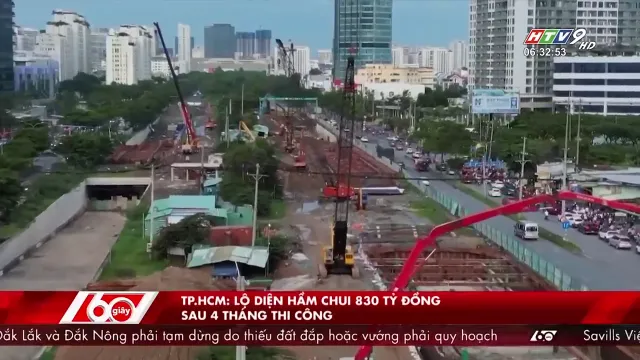 HTV9 HD
06:32:53
60 giây
TP.HCM: LỘ DIỆN HẦM CHUI 830 TỶ ĐỒNG
SAU 4 THÁNG THI CÔNG
Đắk Lắk và Đắk Nông phải tạm dừng do thiếu đất đắp hoặc vướng phải quy hoạch
60
Savills Việ